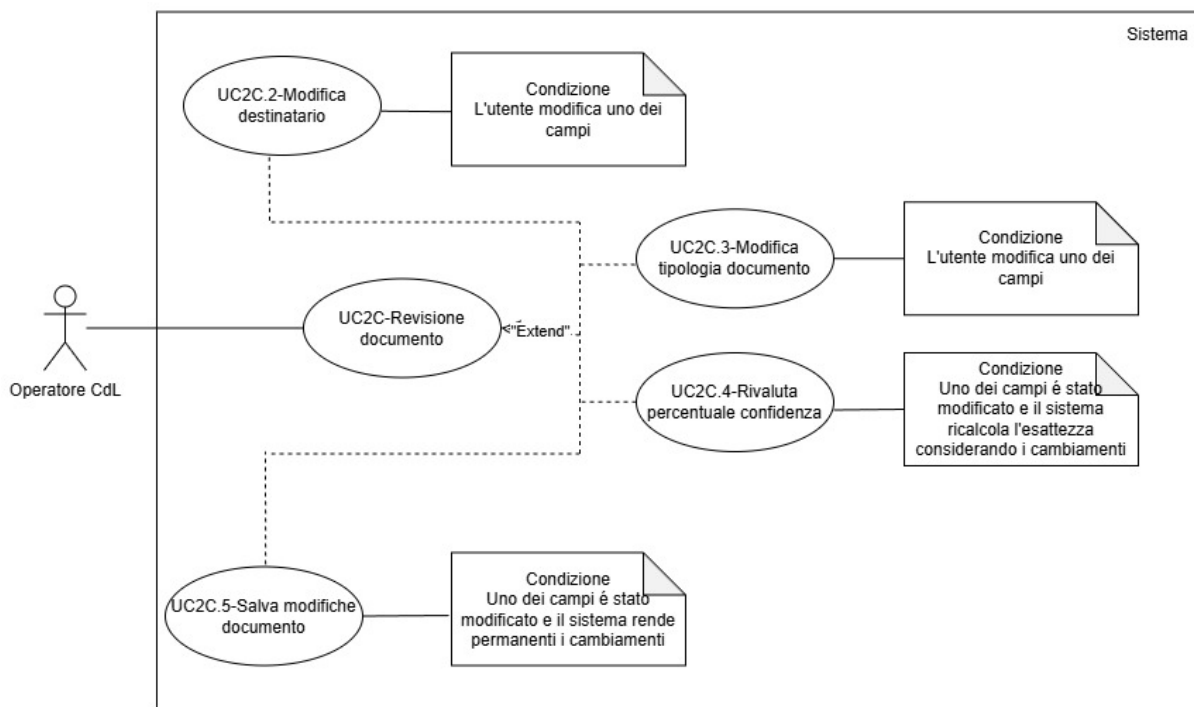 Sistema
UC2C.2-Modifica
destinatario
Condizione
L'utente modifica uno dei
campi
UC2C.3-Modifica
tipologia documento
Condizione
L'utente modifica uno dei
campi
Operatore CdL
UC2C-Revisione
documento
"Extend"
UC2C.4-Rivaluta
percentuale confidenza
Condizione
Uno dei campi é stato
modificato e il sistema
ricalcola l'esattezza
considerando i cambiamenti
UC2C.5-Salva modifiche
documento
Condizione
Uno dei campi é stato
modificato e il sistema rende
permanenti i cambiamenti